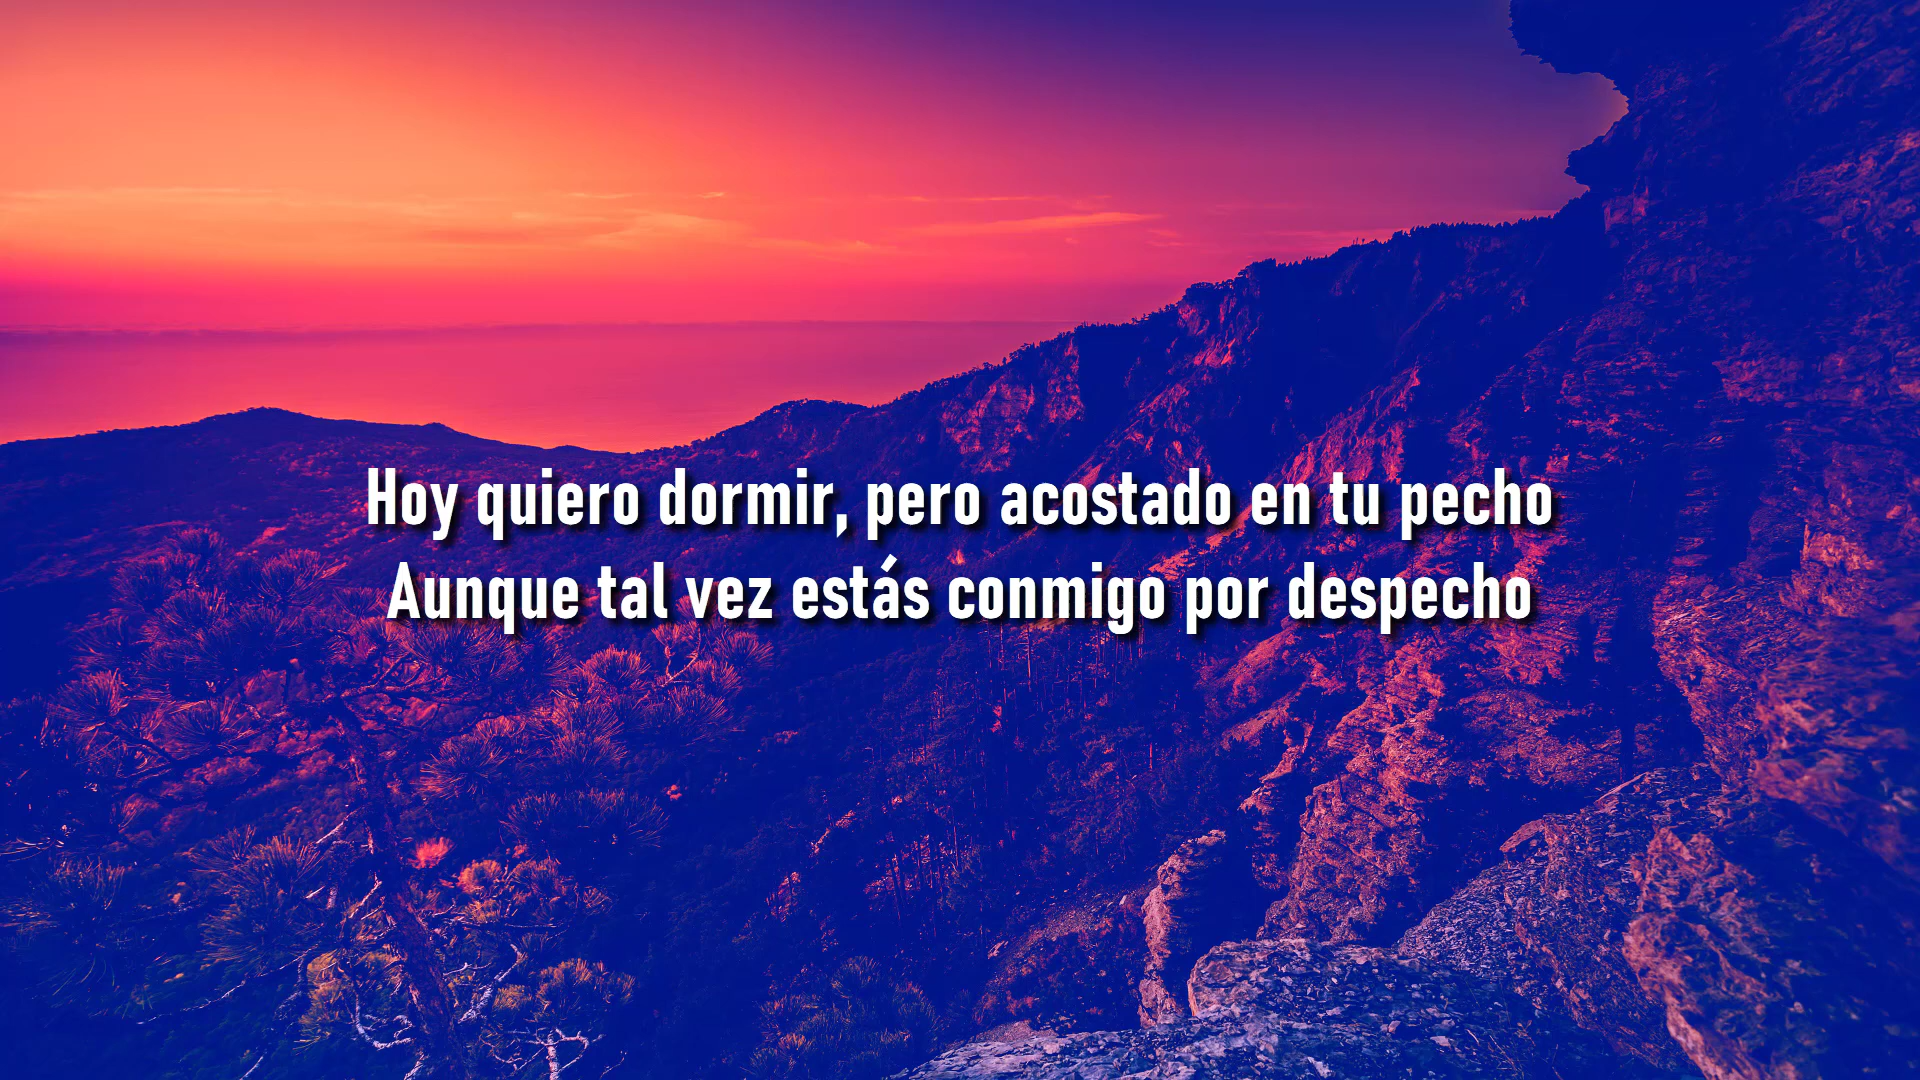 Hoy quiero dormir, pero acostado en tu pecho
Aunque tal vez estás conmigo por despecho